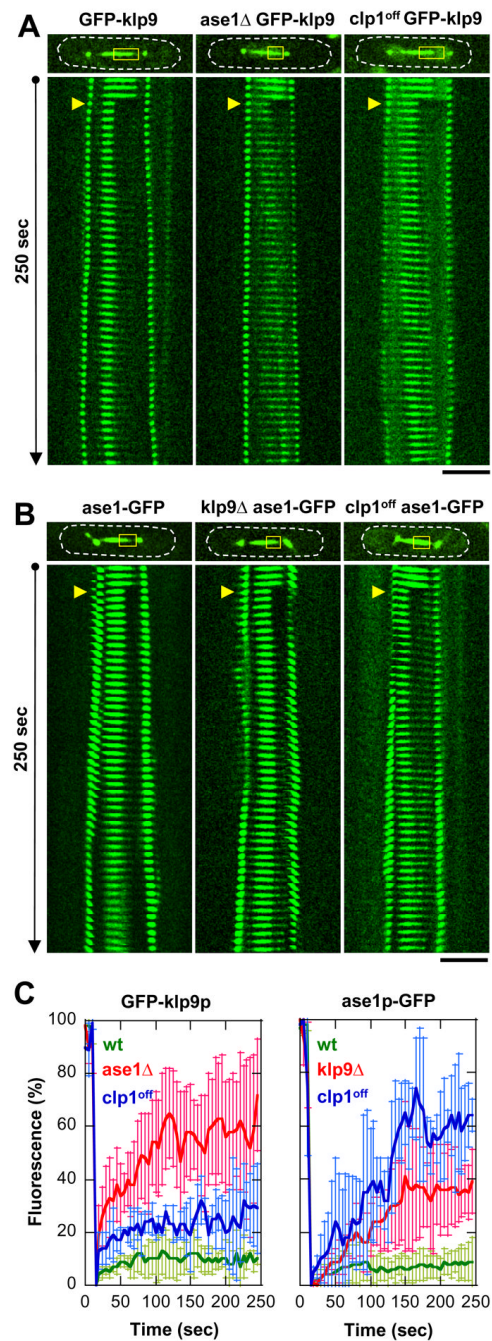 A
GFP-klp9
ase1Δ GFP-klp9
clp1off GFP-klp9
250 sec
B
ase1-GFP
klp9Δ ase1-GFP
clp1off ase1-GFP
250 sec
C
GFP-klp9p
ase1p-GFP
Fluorescence (%)
100
80
60
40
20
0
wt
ase1Δ
clp1off
wt
klp9Δ
clp1off
0 50 100 150 200 250
0 50 100 150 200 250
Time (sec)
Time (sec)